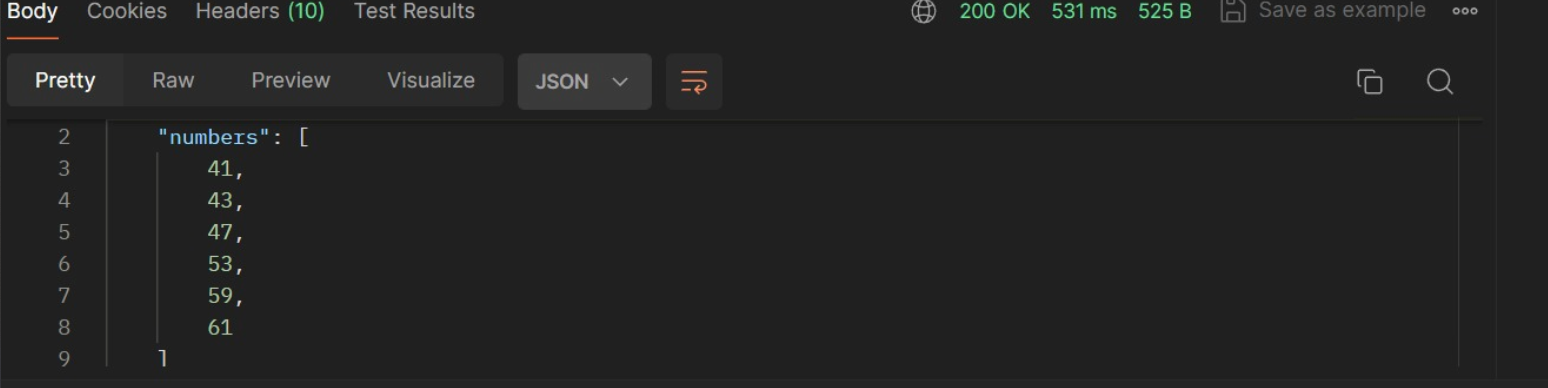 Body Cookies Headers (10) Test Results 200 OK 531 ms 525 B Save as example
Pretty Raw Preview Visualize JSON
2 "numbers": [
3 41,
4 43,
5 47,
6 53,
7 59,
8 61
9 ]